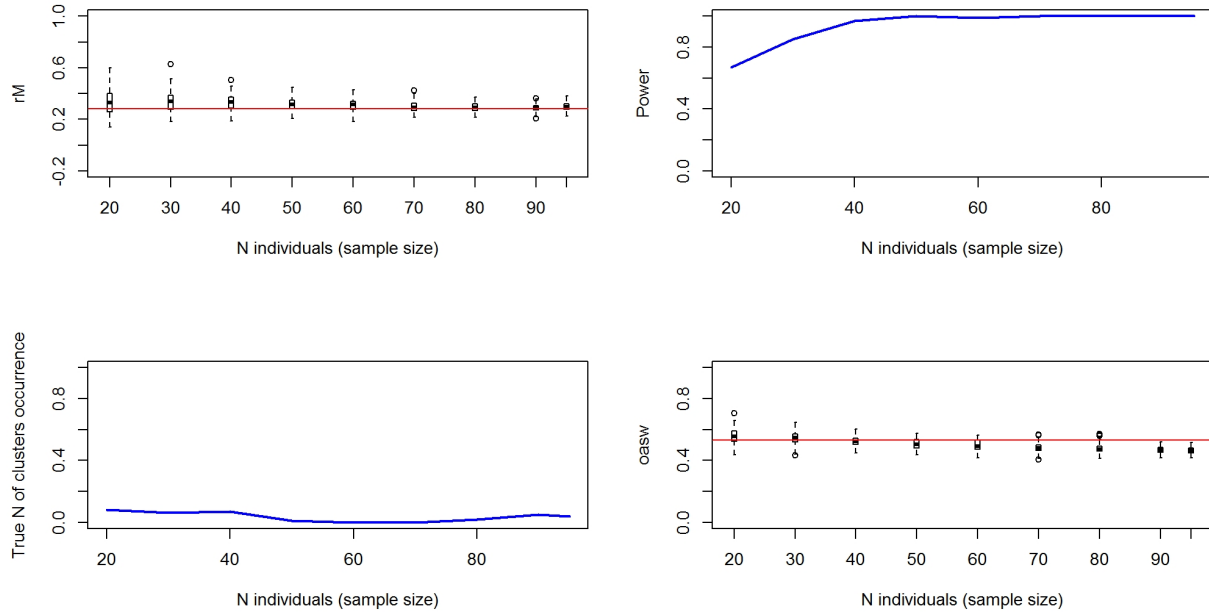 rM
1.0
0.6
0.2
-0.2
20 30 40 50 60 70 80 90
N individuals (sample size)
Power
0.8
0.4
0.0
20 40 60 80
N individuals (sample size)
True N of clusters occurrence
0.8
0.4
0.0
20 40 60 80
N individuals (sample size)
oasw
0.8
0.4
0.0
20 30 40 50 60 70 80 90
N individuals (sample size)